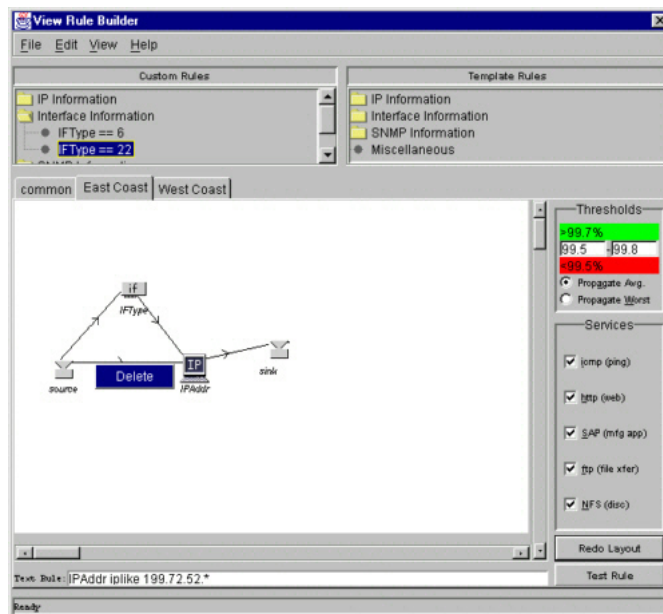 View Rule Builder
File Edit View Help
Custom Rules
Template Rules
IP Information
Interface Information
IFType == 6
IFType == 22
IP Information
Interface Information
SNMP Information
Miscellaneous
common East Coast West Coast
if
IFType
source
Delete
IP
IPAddr
sink
Thresholds
>99.7%
99.5 - 99.8
<99.5%
Propagate Avg.
Propagate Worst
Services
icmp (ping)
http (web)
SAP (mfg app)
ftp (file xfer)
NFS (disc)
Redo Layout
Text Rule: IPAddr iplike 199.72.52.*
Test Rule
Ready